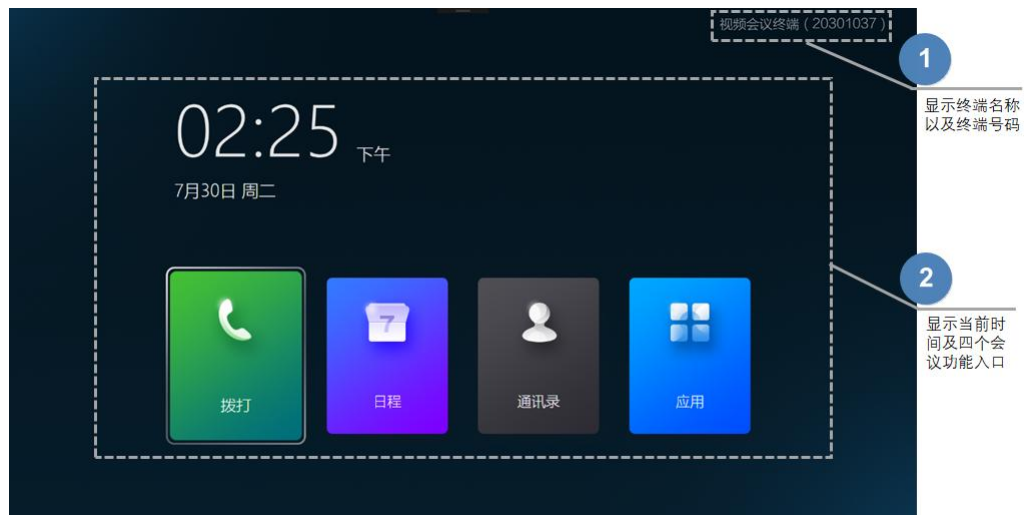 视频会议终端（20301037）
1
显示终端名称
以及终端号码
02:25 下午
7月30日 周二
2
显示当前时
间及四个会
议功能入口
7
拨打
日程
通讯录
应用